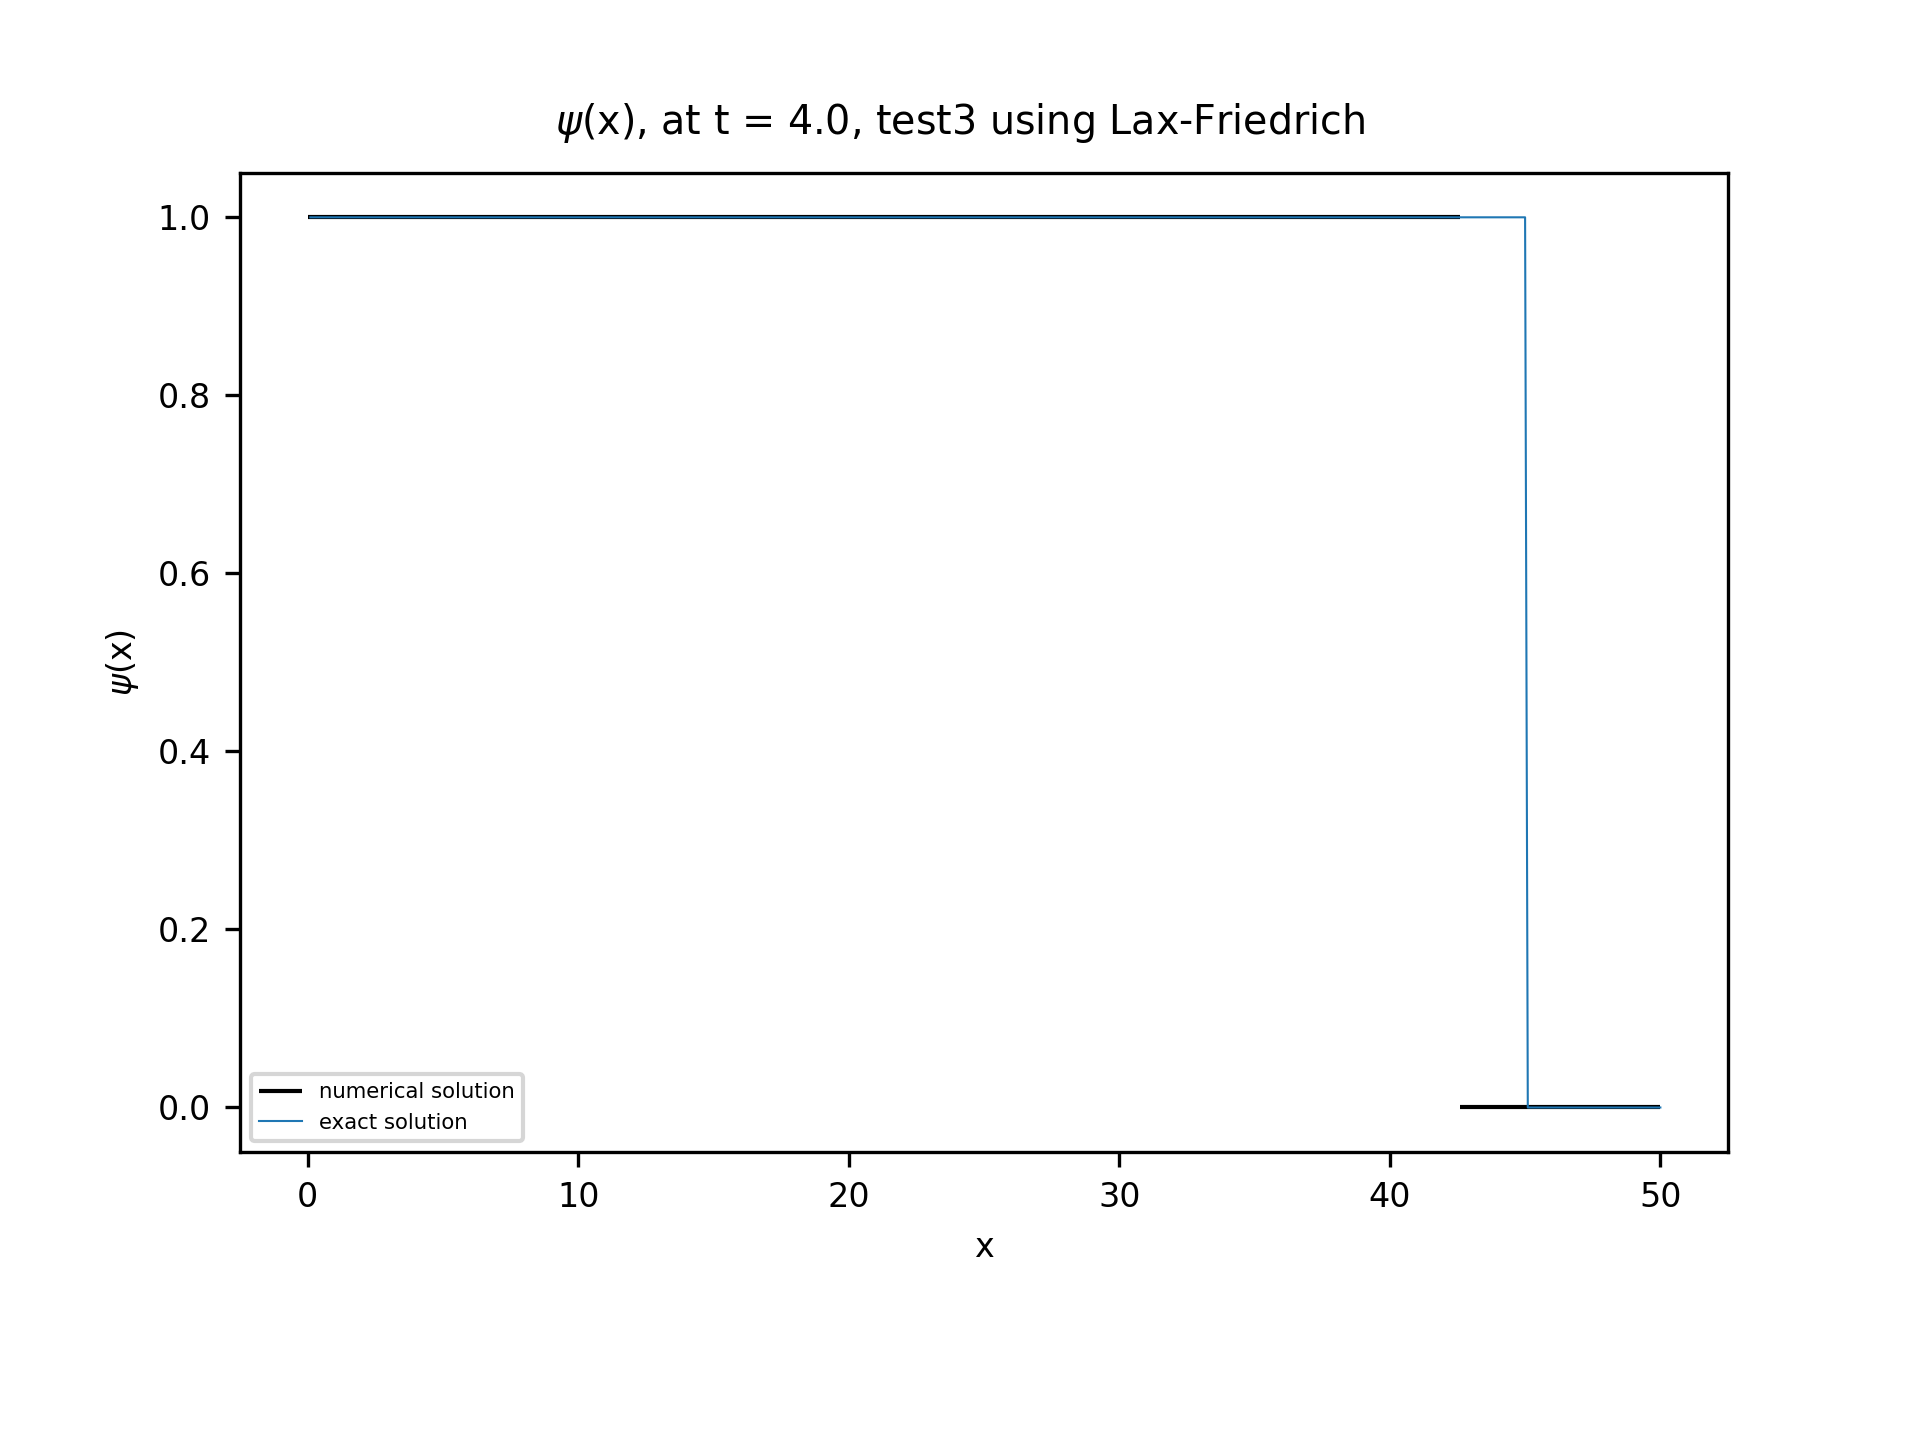 ψ(x), at t = 4.0, test3 using Lax-Friedrich
1.0
0.8
0.6
0.4
0.2
0.0
ψ(x)
numerical solution
exact solution
0 10 20 30 40 50
x